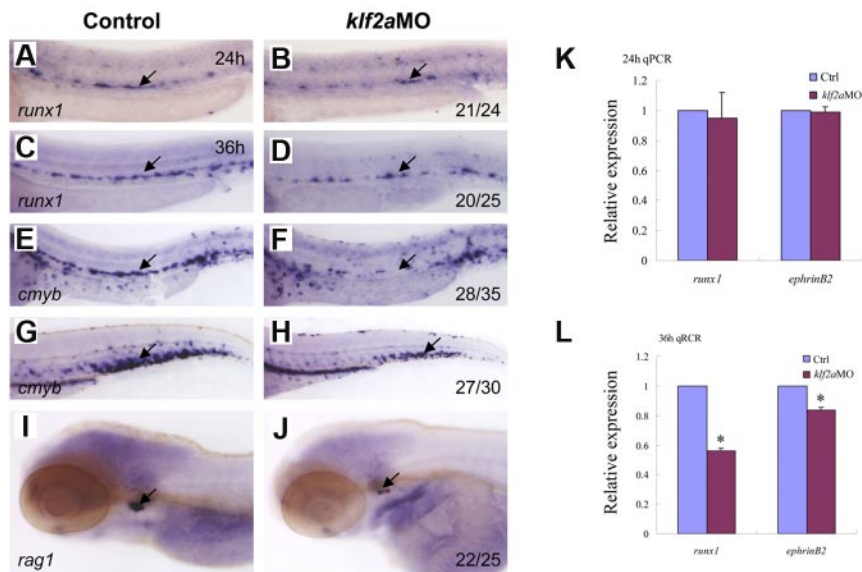 Control
klf2aMO
A
24h
runx1
B
21/24
C
36h
runx1
D
20/25
E
cmyb
F
28/35
G
cmyb
H
27/30
I
rag1
J
22/25
K
24h qPCR
Ctrl
klf2aMO
Relative expression
1.2
1
0.8
0.6
0.4
0.2
0
runx1
ephrinB2
L
36h qRCR
Ctrl
klf2aMO
Relative expression
1.2
1
0.8
0.6
0.4
0.2
0
*
*
runx1
ephrinB2